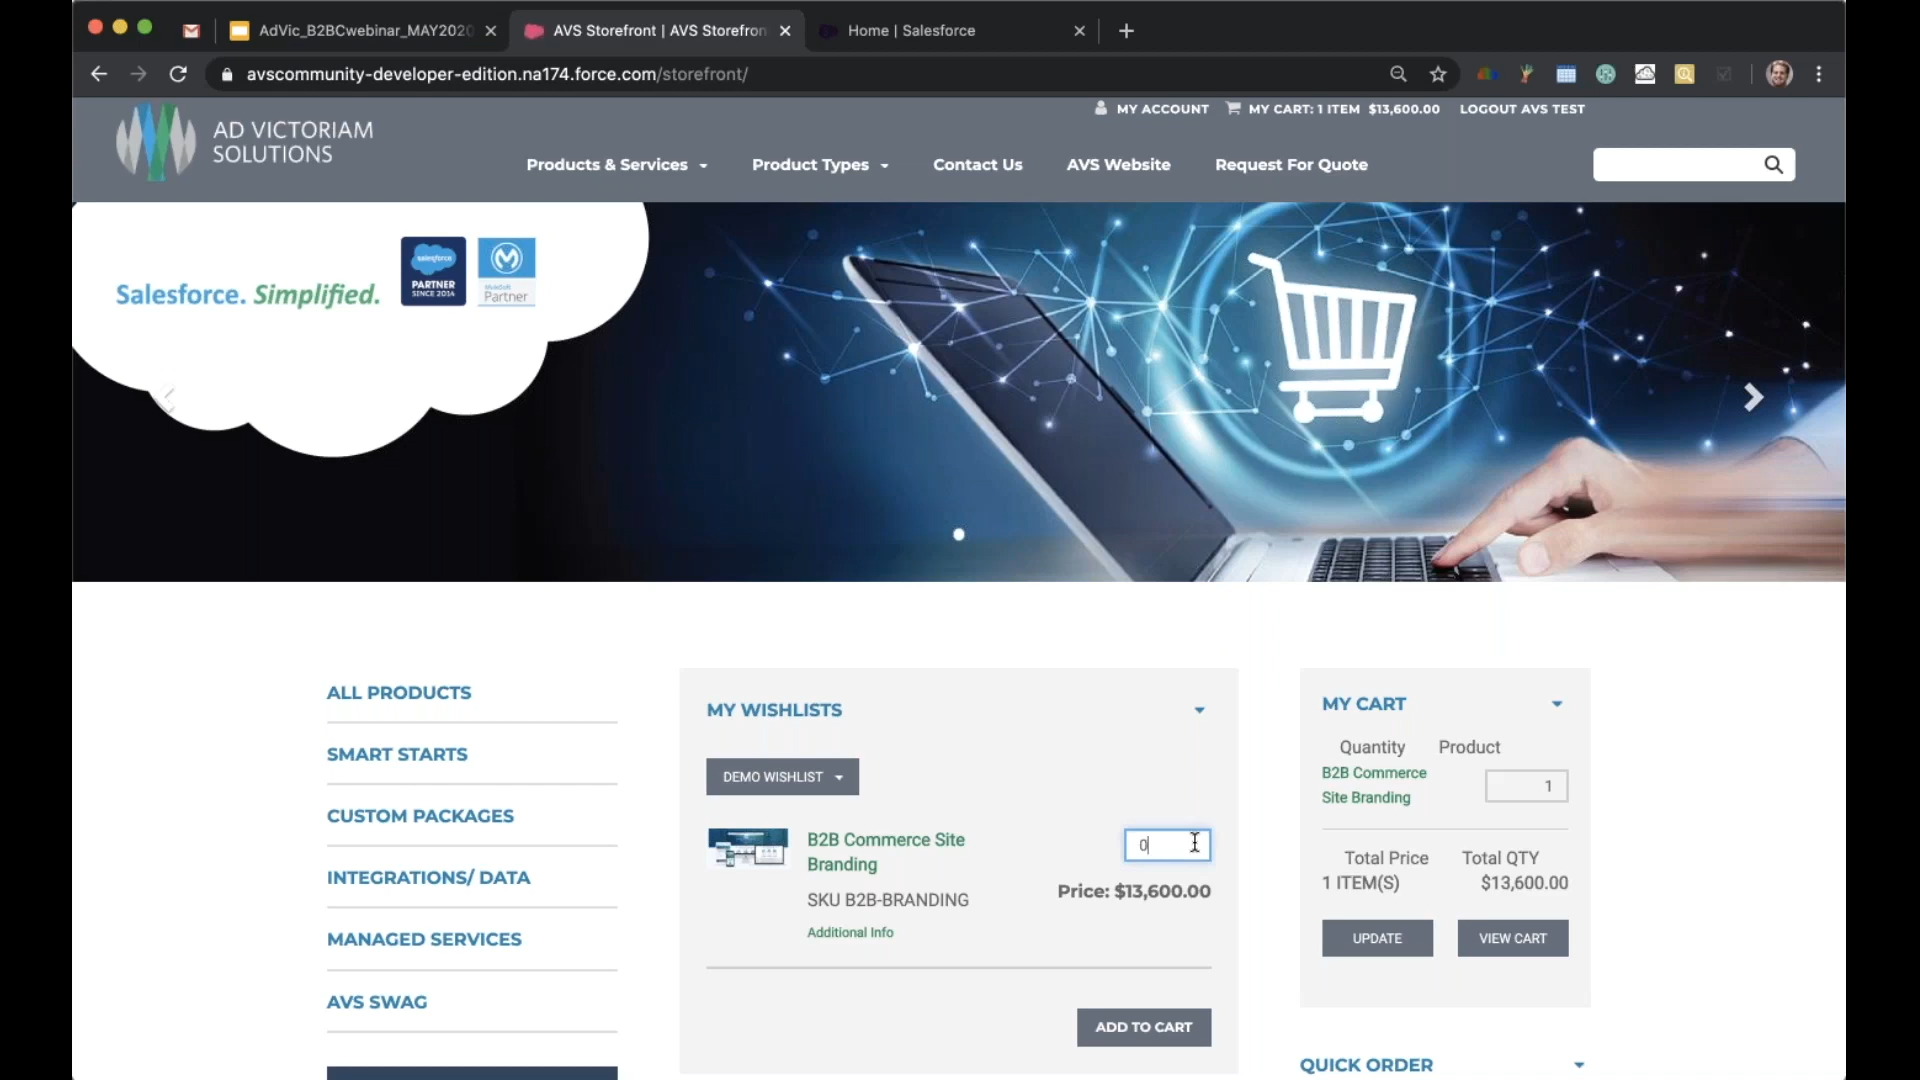 AdVic_B2BCwebinar_MAY2020
AVS Storefront | AVS Storefron
Home | Salesforce
avscommunity-developer-edition.na174.force.com/storefront/
MY ACCOUNT
MY CART: 1 ITEM $13,600.00
LOGOUT AVS TEST
AD VICTORIAM
SOLUTIONS
Products & Services
Product Types
Contact Us
AVS Website
Request For Quote
Salesforce. Simplified.
salesforce
PARTNER
SINCE 2014
MuleSoft
Partner
ALL PRODUCTS
SMART STARTS
CUSTOM PACKAGES
INTEGRATIONS/ DATA
MANAGED SERVICES
AVS SWAG
MY WISHLISTS
DEMO WISHLIST
B2B Commerce Site
Branding
0
SKU B2B-BRANDING
Price: $13,600.00
Additional Info
ADD TO CART
MY CART
Quantity Product
B2B Commerce
Site Branding
1
Total Price Total QTY
1 ITEM(S) $13,600.00
UPDATE
VIEW CART
QUICK ORDER